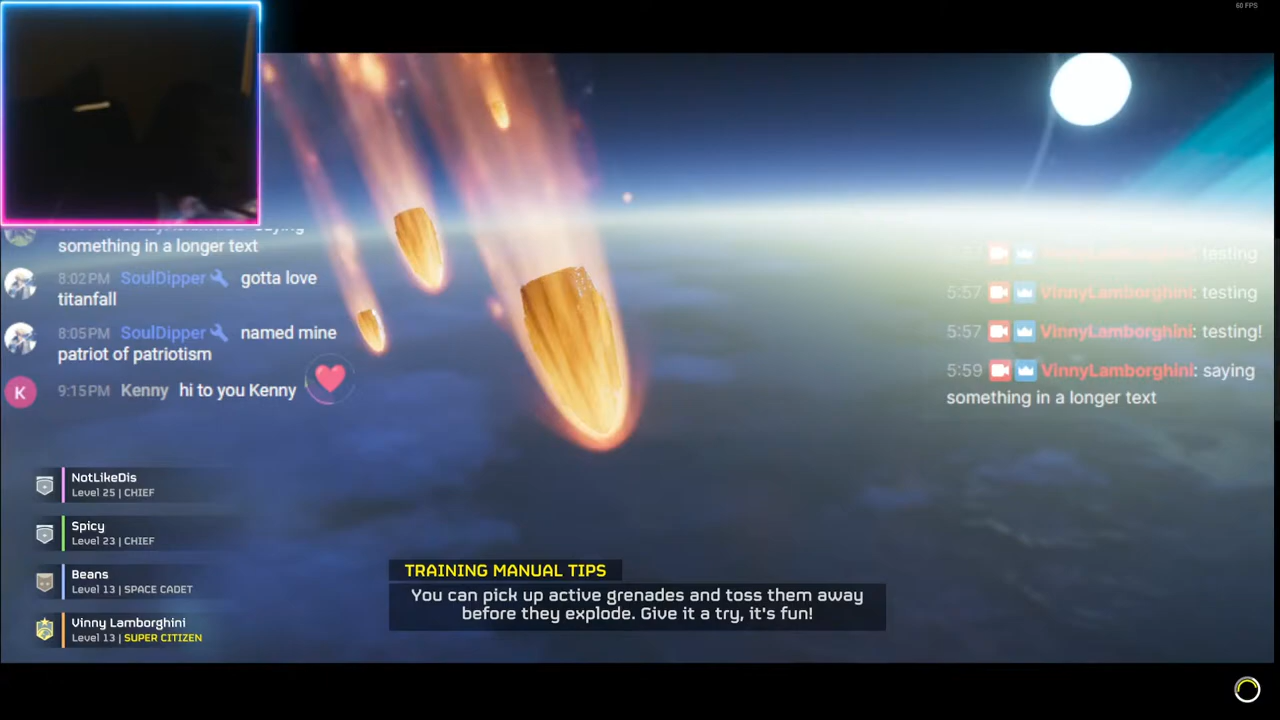 60 FPS
something in a longer text
8:02 PM SoulDipper gotta love
titanfall
8:05 PM SoulDipper named mine
patriot of patriotism
K
9:15 PM Kenny hi to you Kenny
testing
5:57 VinnyLamborghini: testing
5:57 VinnyLamborghini: testing!
5:59 VinnyLamborghini: saying
something in a longer text
NotLikeDis
Level 25 | CHIEF
Spicy
Level 23 | CHIEF
Beans
Level 13 | SPACE CADET
Vinny Lamborghini
Level 13 | SUPER CITIZEN
TRAINING MANUAL TIPS
You can pick up active grenades and toss them away
before they explode. Give it a try, it's fun!